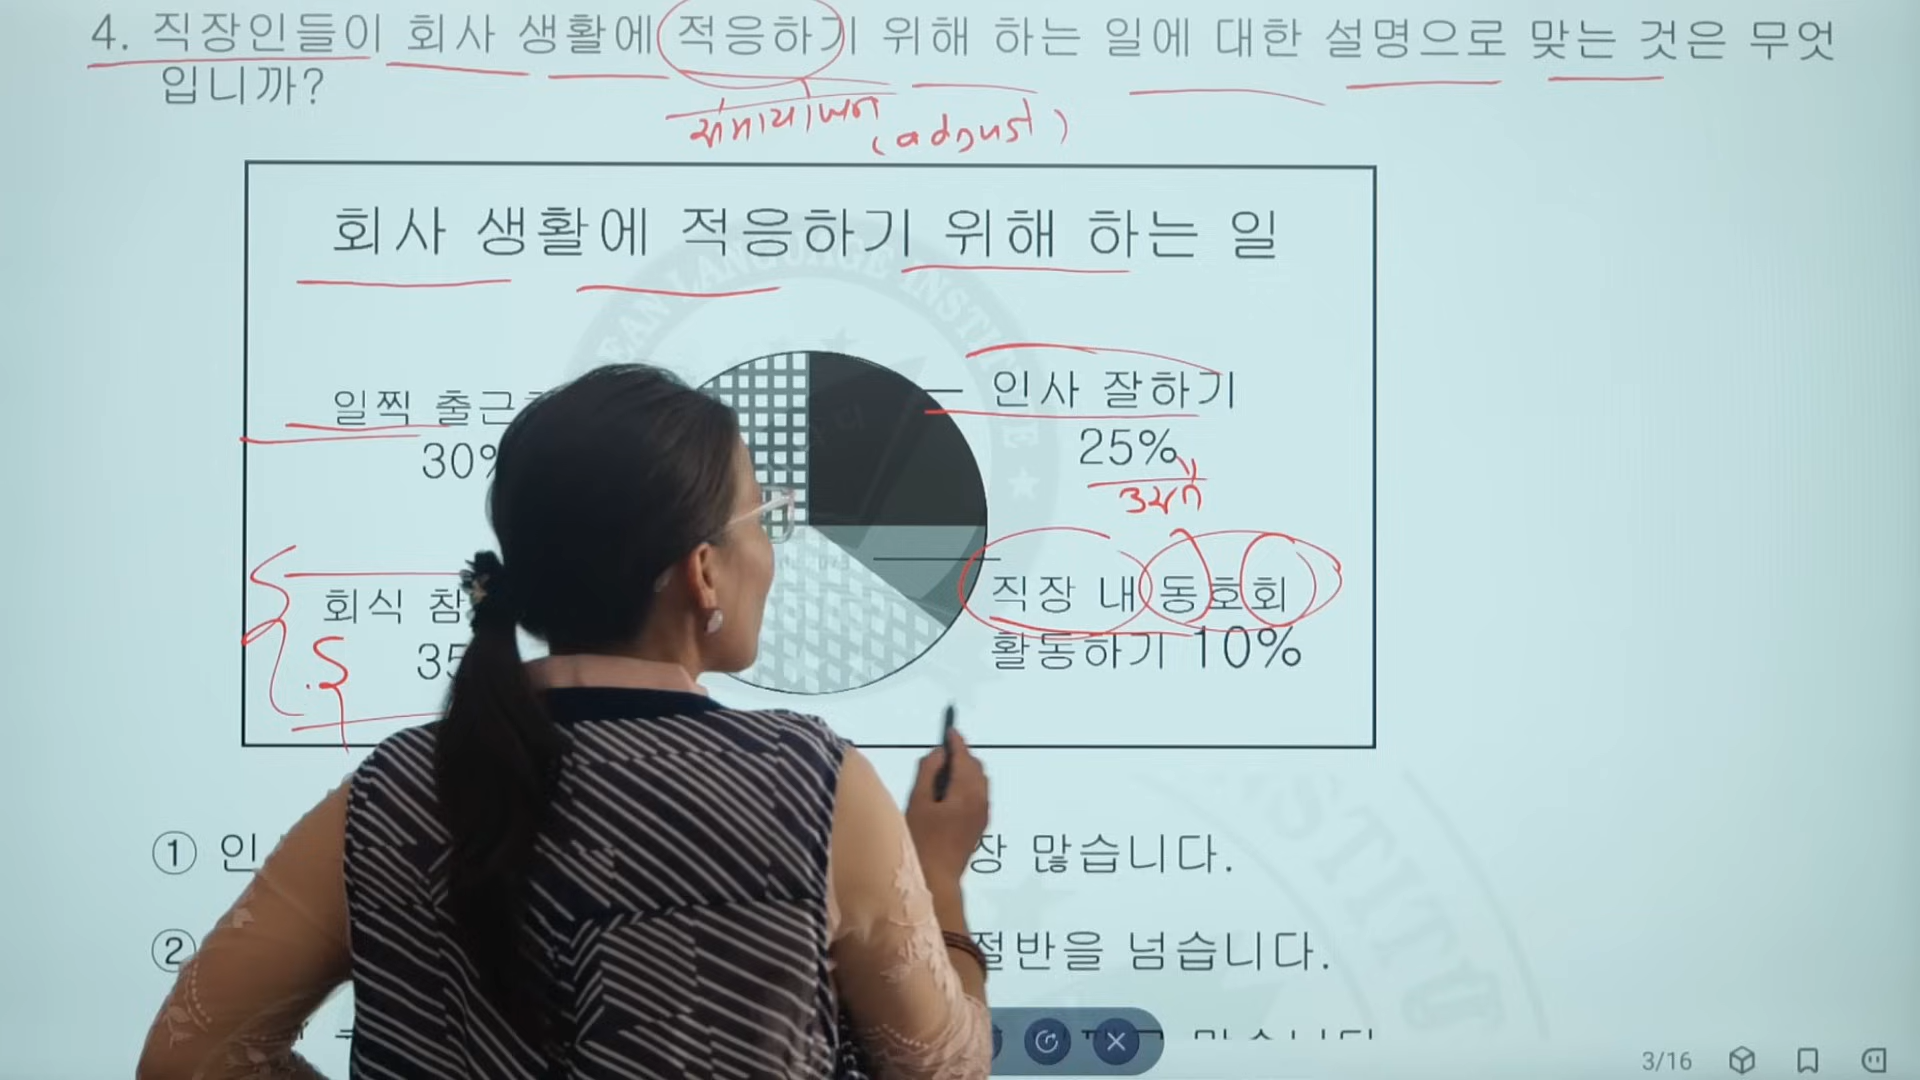 4. 직장인들이 회사 생활에 적응하기 위해 하는 일에 대한 설명으로 맞는 것은 무엇
입니까?
(adjust)
회사 생활에 적응하기 위해 하는 일
일찍 출근
30%
인사 잘하기
25%
회식 참
35
직장 내 동호회
활동하기 10%
① 인 장 많습니다.
② 절반을 넘습니다.
3/16
LANGUAGE INSTITUTE